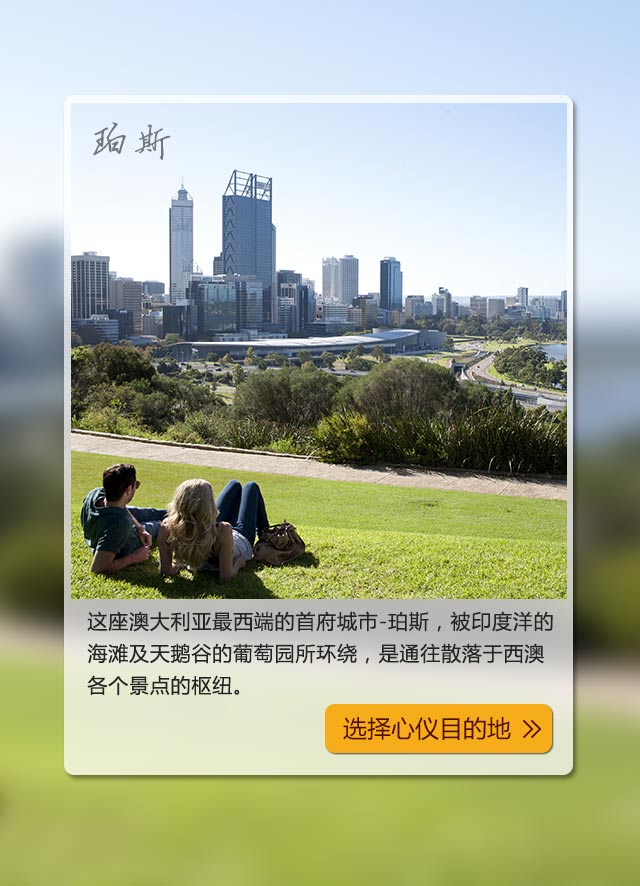 珀斯
这座澳大利亚最西端的首府城市-珀斯，被印度洋的
海滩及天鹅谷的葡萄园所环绕，是通往散落于西澳
各个景点的枢纽。
选择心仪目的地 »